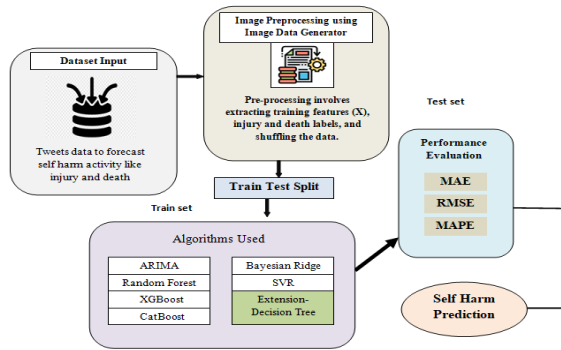 Dataset Input
Tweets data to forecast
self harm activity like
injury and death
Image Preprocessing using
Image Data Generator
Pre-processing involves
extracting training features (X),
injury and death labels, and
shuffling the data.
Train Test Split
Train set
Test set
Algorithms Used
ARIMA
Random Forest
XGBoost
CatBoost
Bayesian Ridge
SVR
Extension-
Decision Tree
Performance
Evaluation
MAE
RMSE
MAPE
Self Harm
Prediction